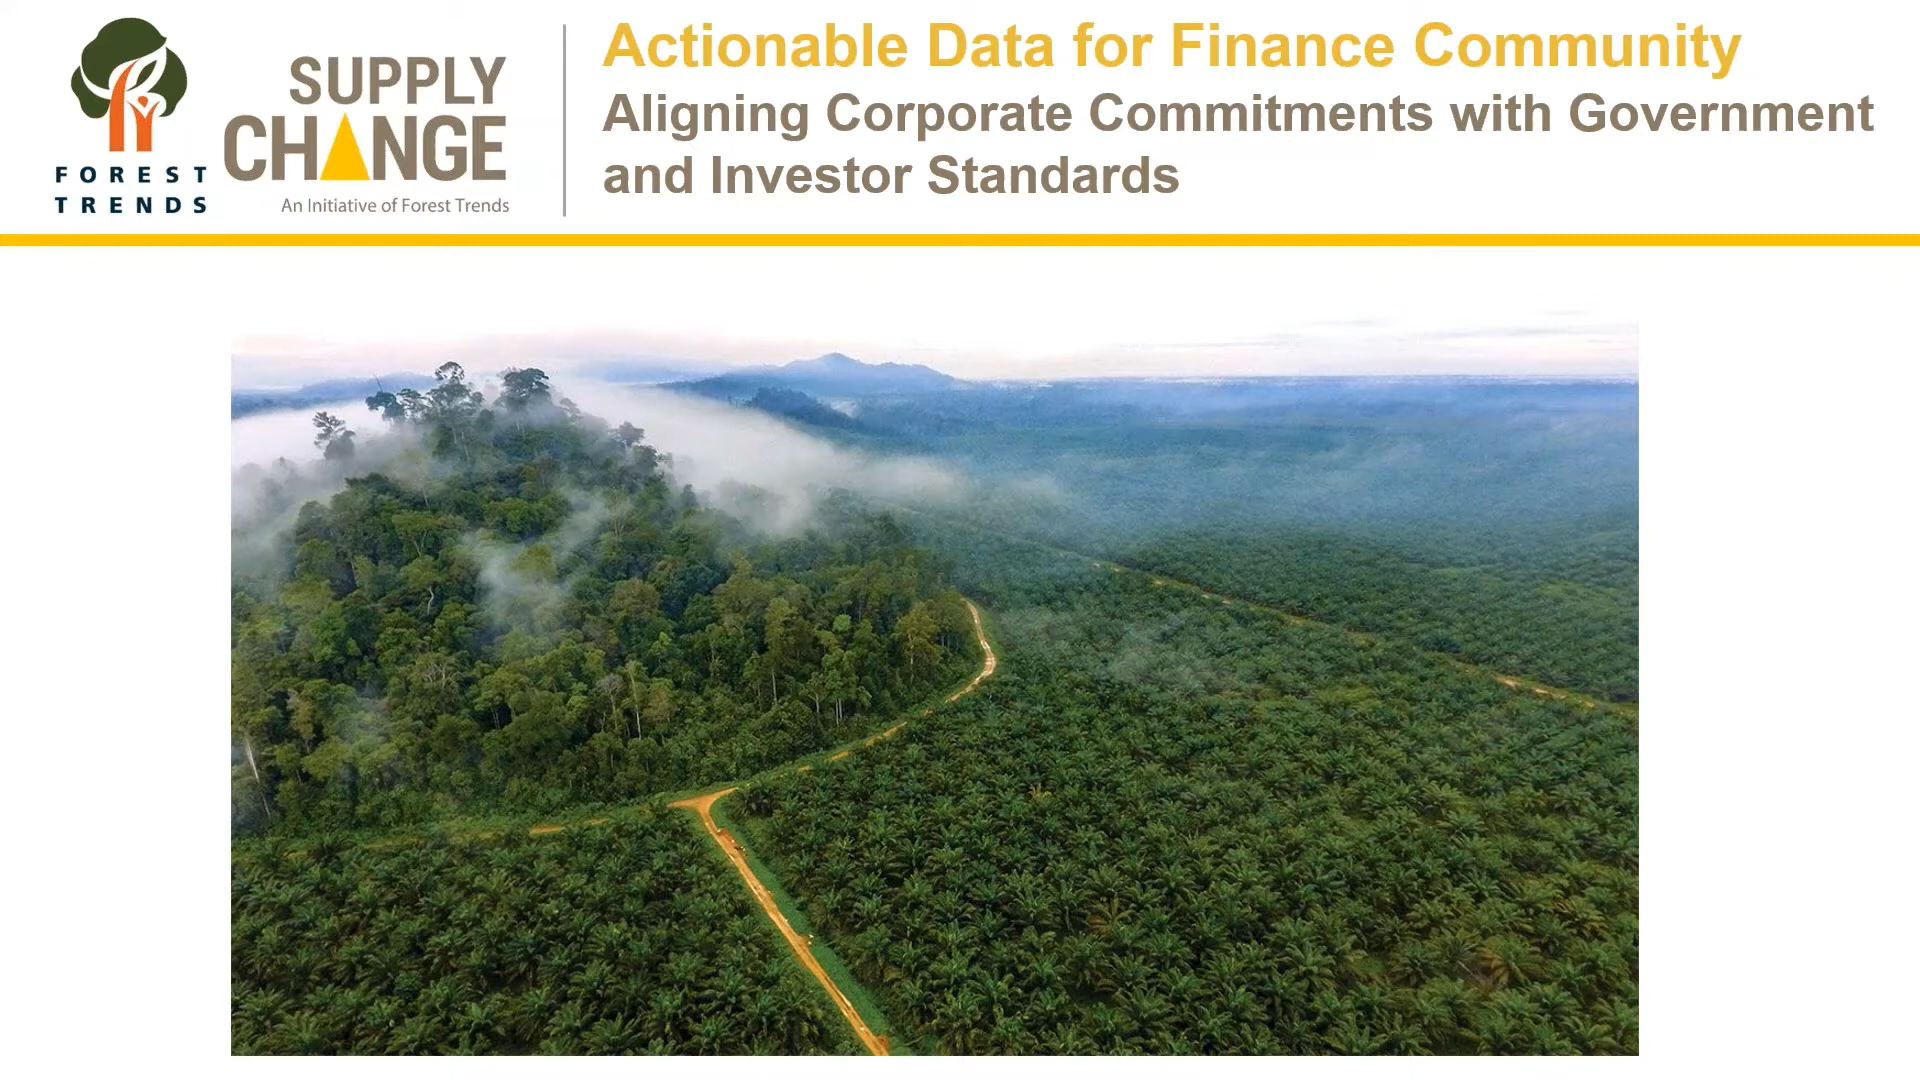 FOREST
TRENDS
SUPPLY
CHANGE
An Initiative of Forest Trends
Actionable Data for Finance Community
Aligning Corporate Commitments with Government
and Investor Standards